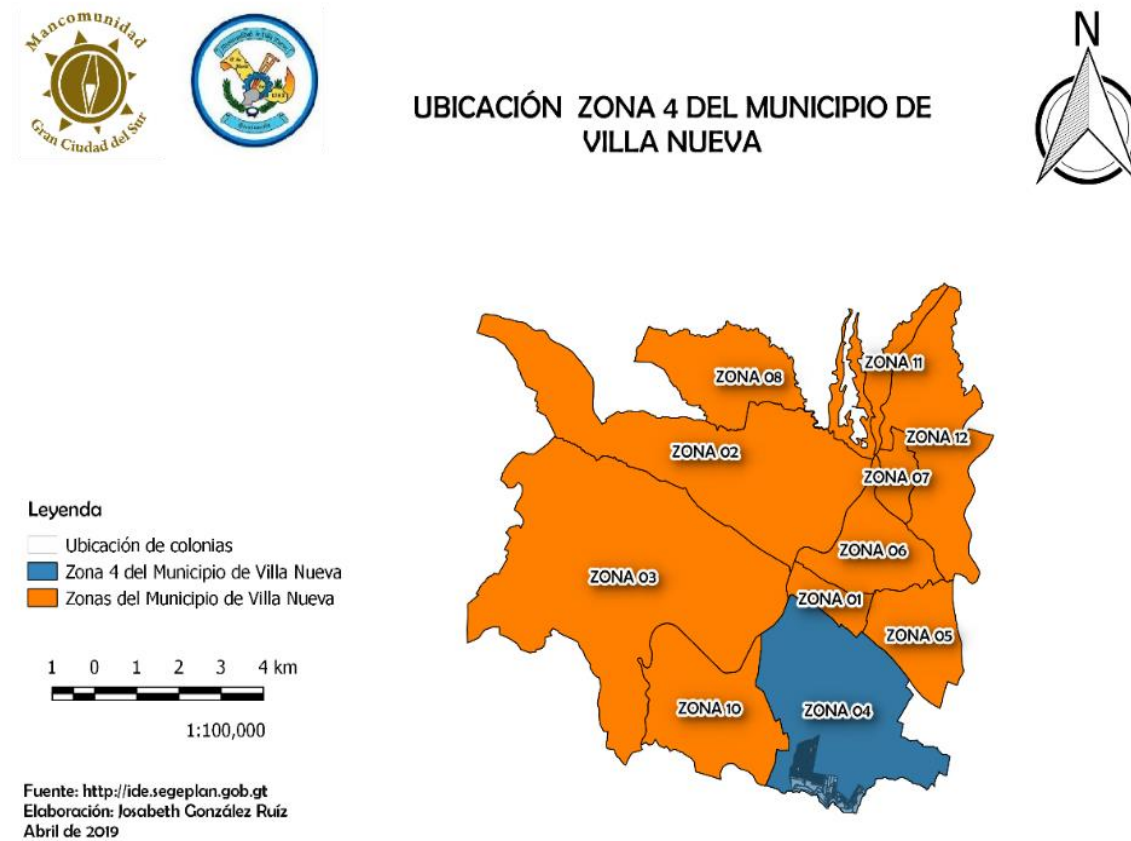 Mancomunidad
Gran Ciudad del Sur
UBICACIÓN ZONA 4 DEL MUNICIPIO DE
VILLA NUEVA
N
ZONA 11
ZONA 08
ZONA 12
ZONA 02
ZONA 07
ZONA 06
ZONA 03
ZONA 01
ZONA 05
ZONA 10
ZONA 04
Leyenda
Ubicación de colonias
Zona 4 del Municipio de Villa Nueva
Zonas del Municipio de Villa Nueva
1 0 1 2 3 4 km
1:100,000
Fuente: http://ide.segeplan.gob.gt
Elaboración: Josabeth González Ruíz
Abril de 2019